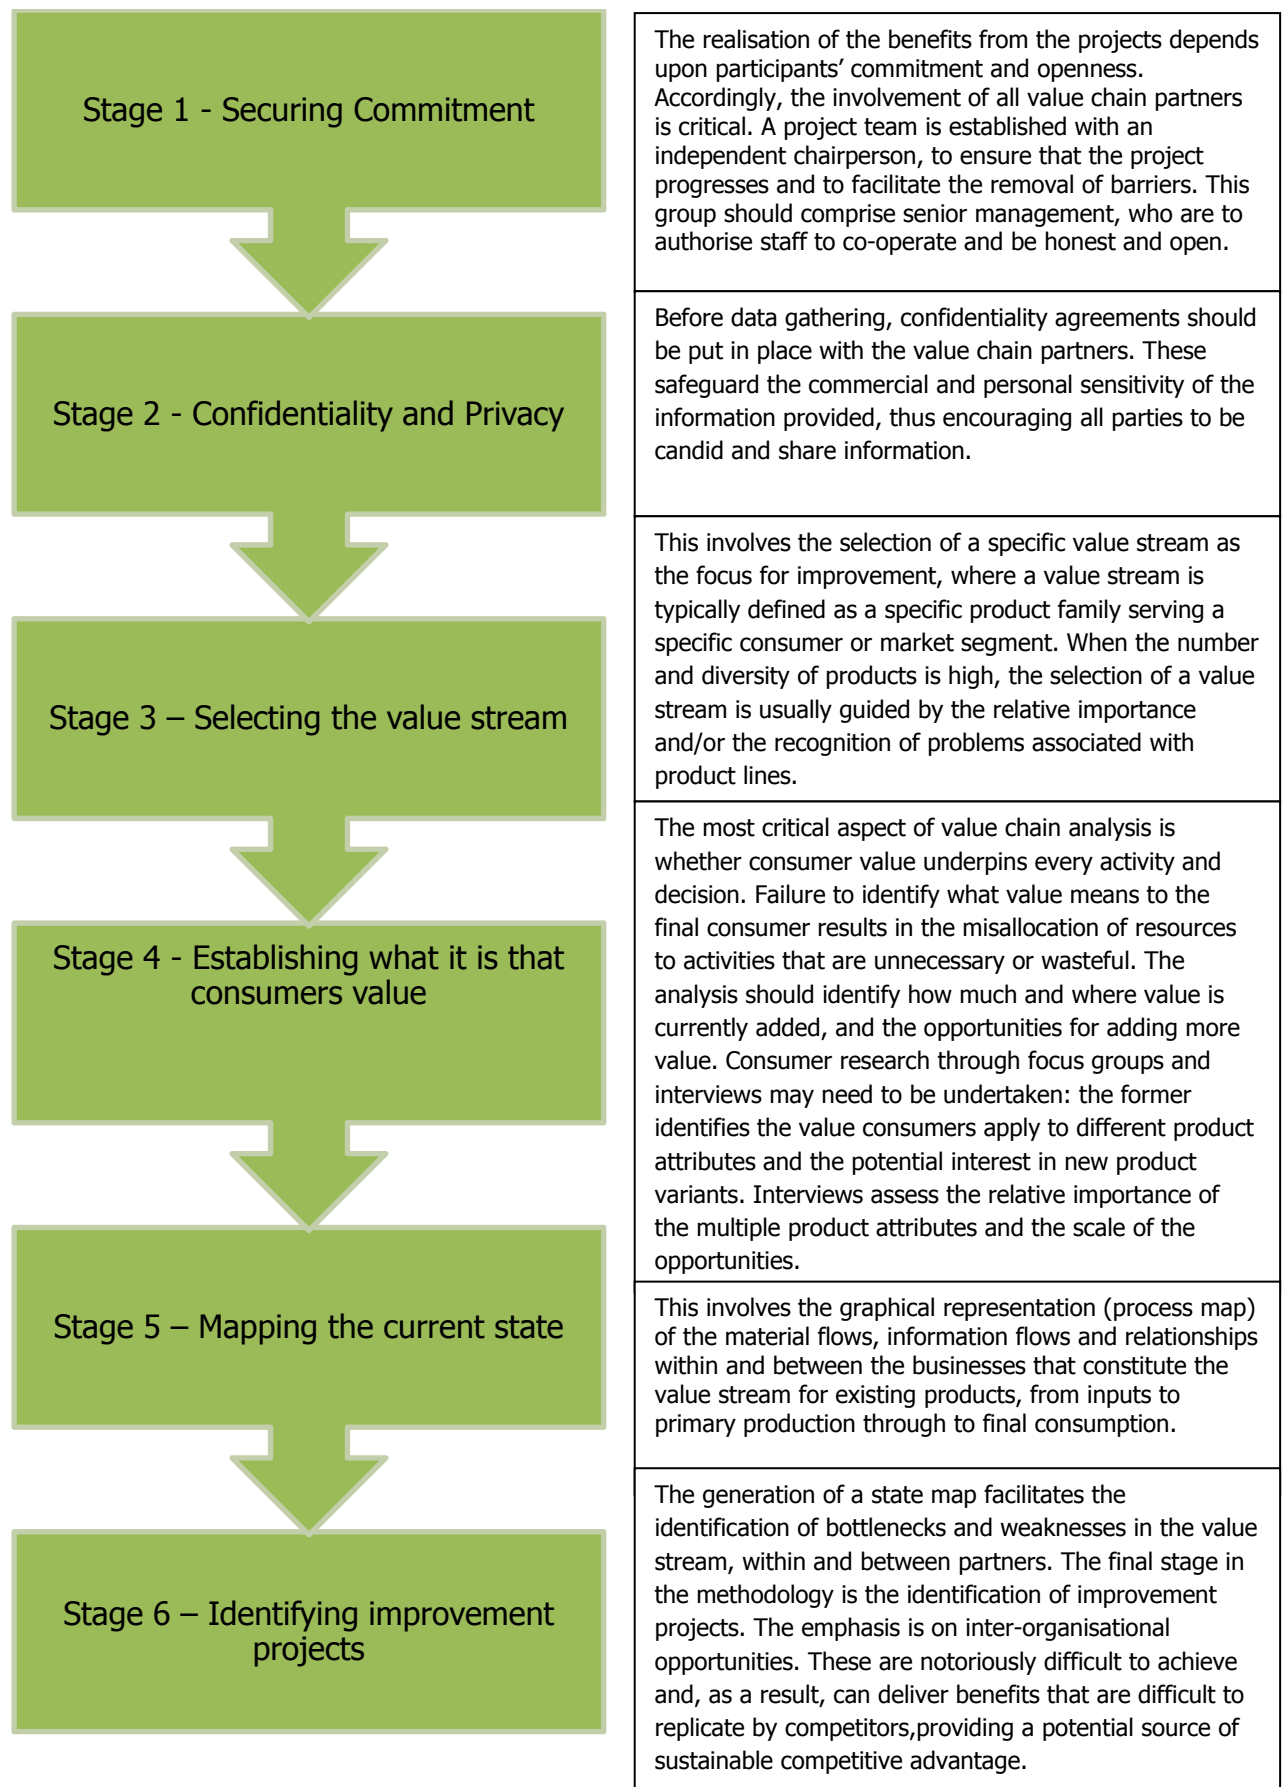 Stage 1 - Securing Commitment
The realisation of the benefits from the projects depends
upon participants’ commitment and openness.
Accordingly, the involvement of all value chain partners
is critical. A project team is established with an
independent chairperson, to ensure that the project
progresses and to facilitate the removal of barriers. This
group should comprise senior management, who are to
authorise staff to co-operate and be honest and open.
Stage 2 - Confidentiality and Privacy
Before data gathering, confidentiality agreements should
be put in place with the value chain partners. These
safeguard the commercial and personal sensitivity of the
information provided, thus encouraging all parties to be
candid and share information.
Stage 3 – Selecting the value stream
This involves the selection of a specific value stream as
the focus for improvement, where a value stream is
typically defined as a specific product family serving a
specific consumer or market segment. When the number
and diversity of products is high, the selection of a value
stream is usually guided by the relative importance
and/or the recognition of problems associated with
product lines.
Stage 4 - Establishing what it is that
consumers value
The most critical aspect of value chain analysis is
whether consumer value underpins every activity and
decision. Failure to identify what value means to the
final consumer results in the misallocation of resources
to activities that are unnecessary or wasteful. The
analysis should identify how much and where value is
currently added, and the opportunities for adding more
value. Consumer research through focus groups and
interviews may need to be undertaken: the former
identifies the value consumers apply to different product
attributes and the potential interest in new product
variants. Interviews assess the relative importance of
the multiple product attributes and the scale of the
opportunities.
Stage 5 – Mapping the current state
This involves the graphical representation (process map)
of the material flows, information flows and relationships
within and between the businesses that constitute the
value stream for existing products, from inputs to
primary production through to final consumption.
Stage 6 – Identifying improvement
projects
The generation of a state map facilitates the
identification of bottlenecks and weaknesses in the value
stream, within and between partners. The final stage in
the methodology is the identification of improvement
projects. The emphasis is on inter-organisational
opportunities. These are notoriously difficult to achieve
and, as a result, can deliver benefits that are difficult to
replicate by competitors,providing a potential source of
sustainable competitive advantage.